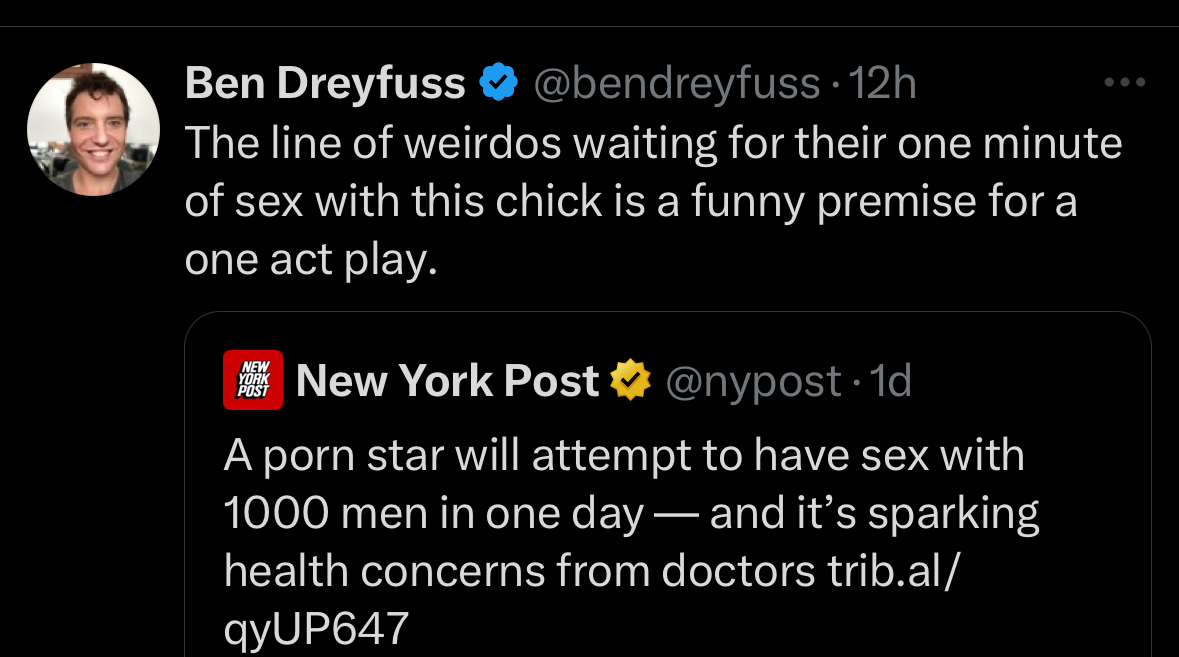 Ben Dreyfuss @bendreyfuss · 12h
The line of weirdos waiting for their one minute
of sex with this chick is a funny premise for a
one act play.
NEW
YORK
POST
New York Post @nypost · 1d
A porn star will attempt to have sex with
1000 men in one day — and it’s sparking
health concerns from doctors trib.al/
qyUP647